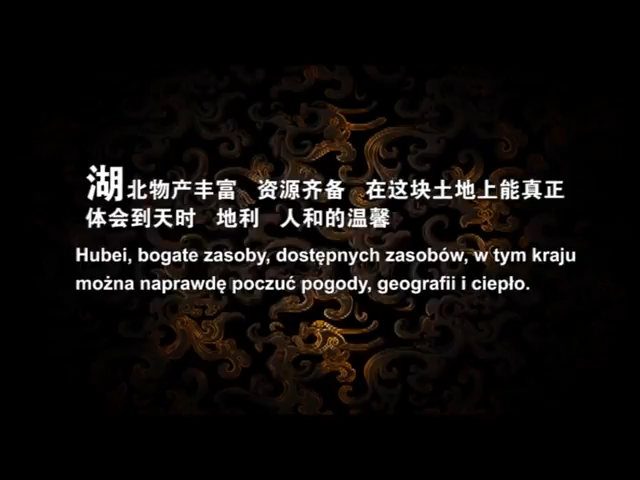 湖北物产丰富 资源齐备 在这块土地上能真正
体会到天时 地利 人和的温馨
Hubei, bogate zasoby, dostępnych zasobów, w tym kraju
można naprawdę poczuć pogody, geografii i ciepło.